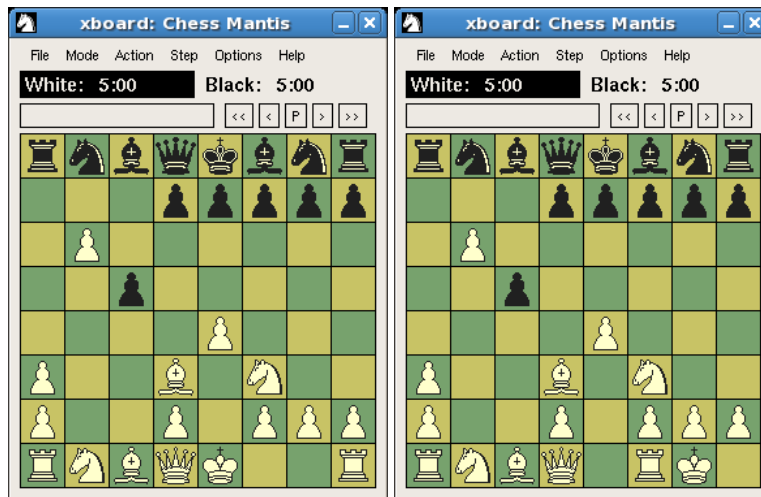 xboard: Chess Mantis
File Mode Action Step Options Help
White: 5:00 Black: 5:00
<< < P > >>
xboard: Chess Mantis
File Mode Action Step Options Help
White: 5:00 Black: 5:00
<< < P > >>